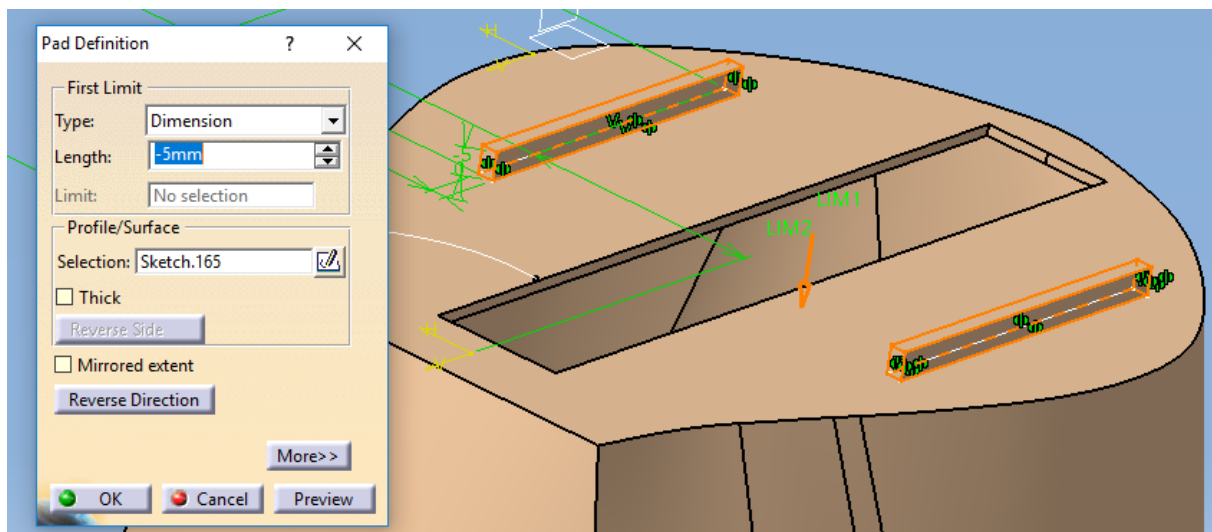 Pad Definition ? ×
First Limit
Type: Dimension
Length: -5mm
Limit: No selection
Profile/Surface
Selection: Sketch.165
Thick
Reverse Side
Mirrored extent
Reverse Direction
More>>
OK Cancel Preview
LIM1
LIM2